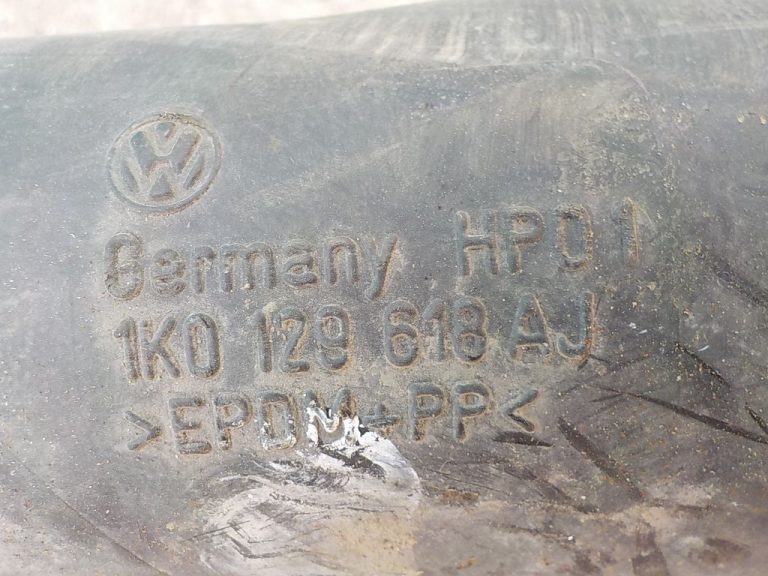 VW
Germany HP01
1K0 129 618 AJ
>EPDM+PP<